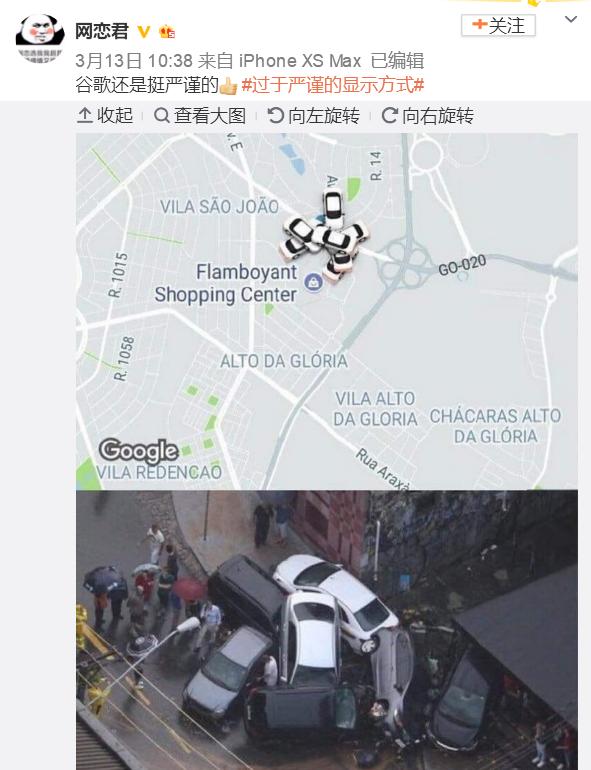 网恋君
关注
3月13日 10:38 来自 iPhone XS Max 已编辑
谷歌还是挺严谨的👍#过于严谨的显示方式#
收起
查看大图
向左旋转
向右旋转
R. 14
VILA SÃO JOÃO
R. 1015
GO-020
Flamboyant
Shopping Center
R. 1058
ALTO DA GLÓRIA
VILA ALTO
DA GLORIA
CHÁCARAS ALTO
DA GLÓRIA
Google
Rua Araxá
VILA REDENCAO